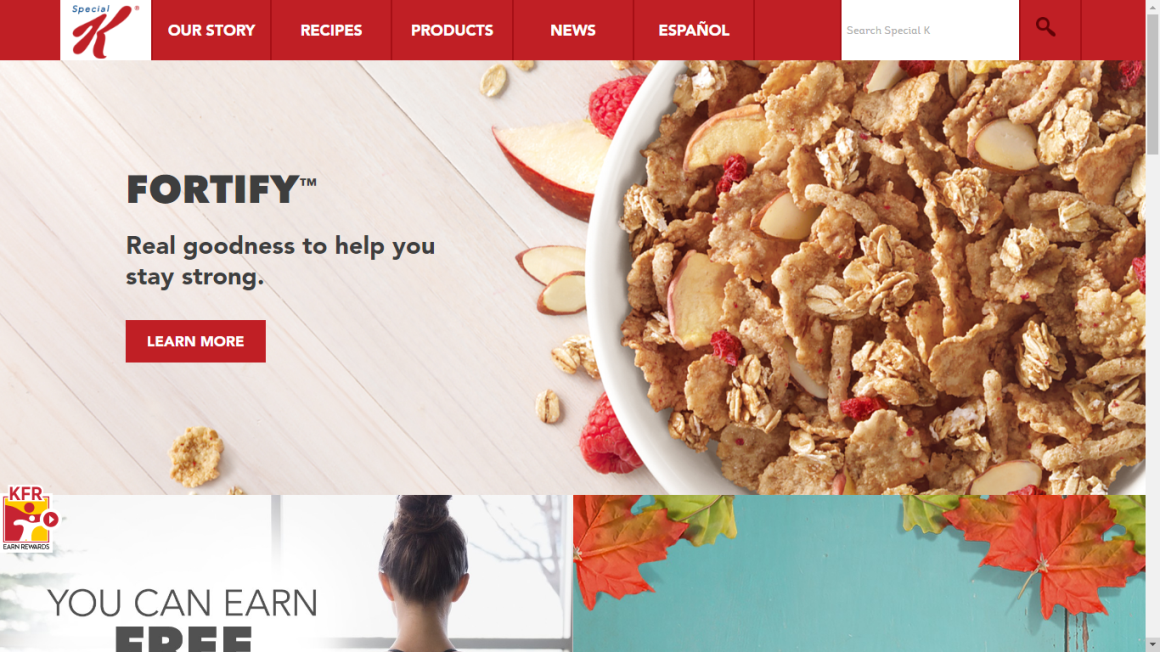 Special
K®
OUR STORY
RECIPES
PRODUCTS
NEWS
ESPAÑOL
Search Special K
FORTIFY™
Real goodness to help you
stay strong.
LEARN MORE
KFR
EARN REWARDS
YOU CAN EARN
FREE